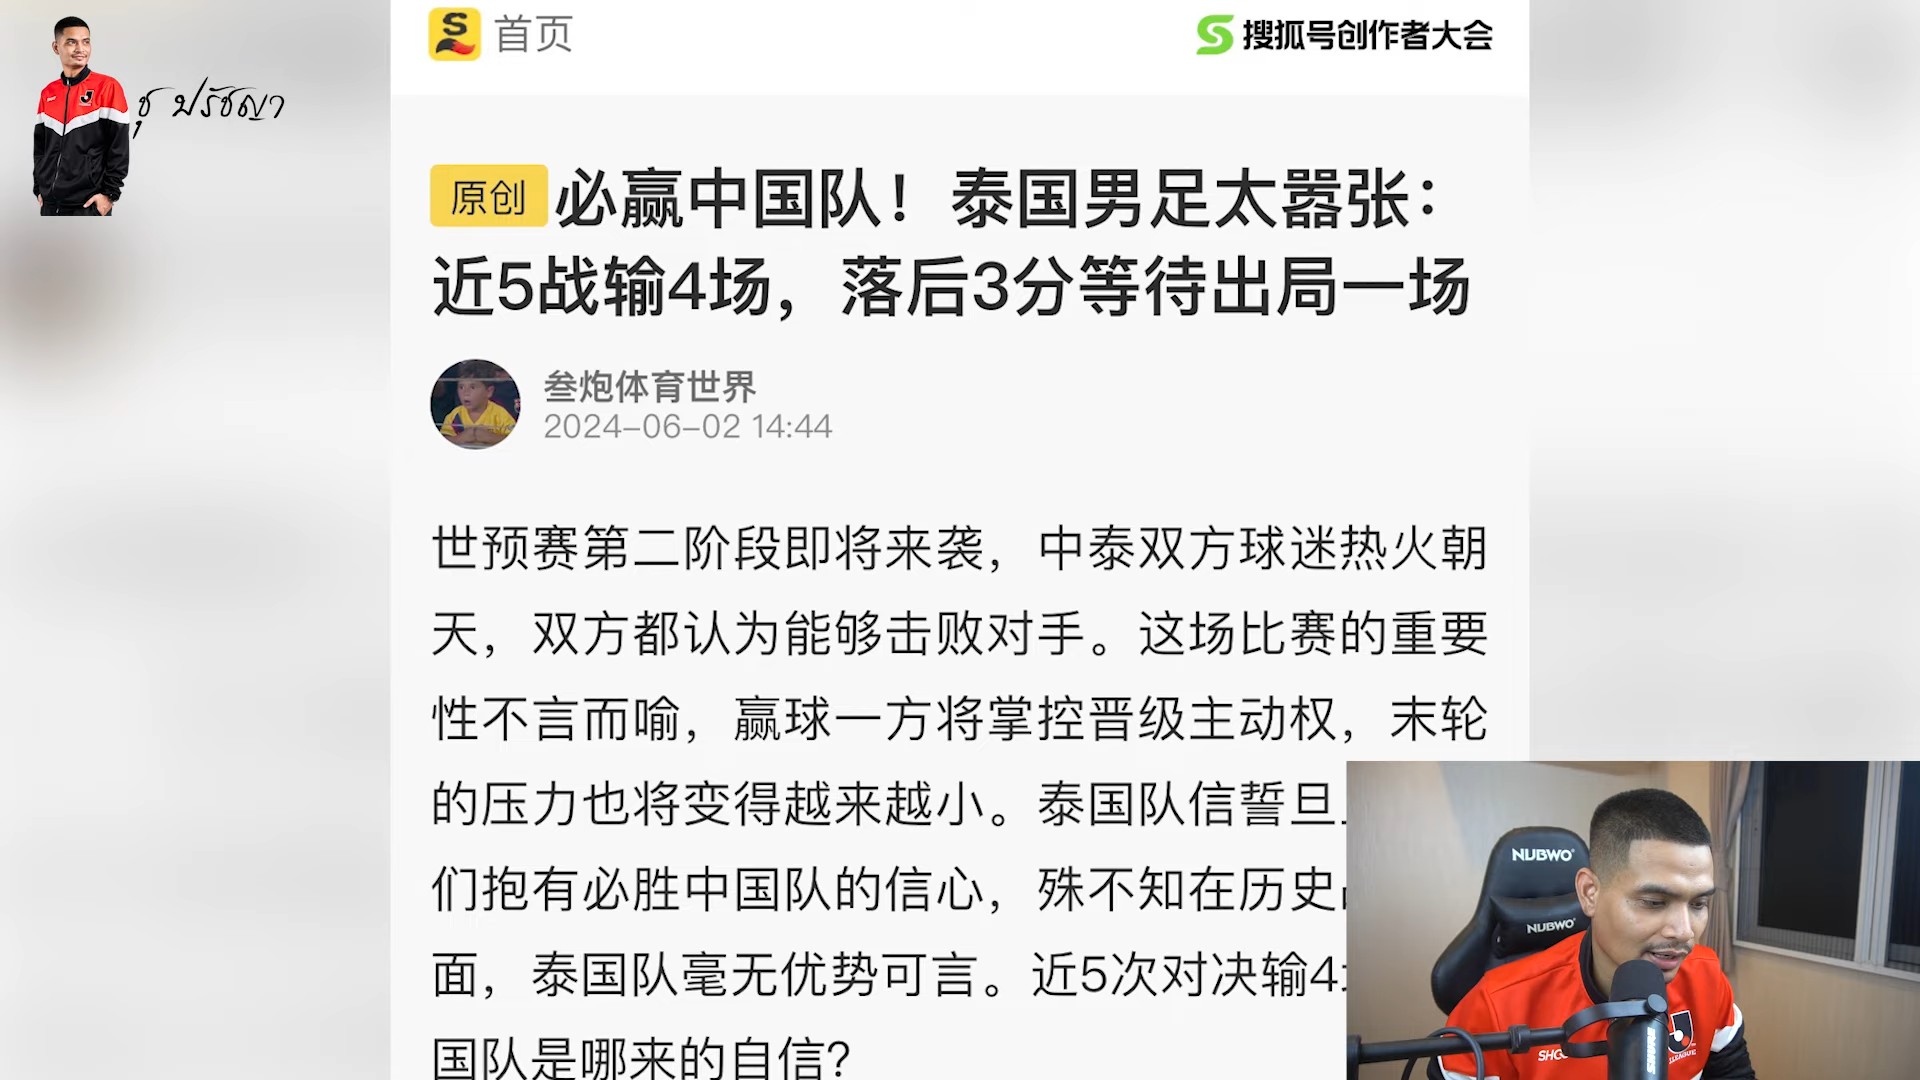 首页
搜狐号创作者大会
ชุ ปรัชญา
原创 必赢中国队！泰国男足太嚣张：
近5战输4场，落后3分等待出局一场
叁炮体育世界
2024-06-02 14:44
世预赛第二阶段即将来袭，中泰双方球迷热火朝
天，双方都认为能够击败对手。这场比赛的重要
性不言而喻，赢球一方将掌控晋级主动权，末轮
的压力也将变得越来越小。泰国队信誓旦
们抱有必胜中国队的信心，殊不知在历史
面，泰国队毫无优势可言。近5次对决输4
国队是哪来的自信？
NUBWO
NUBWO